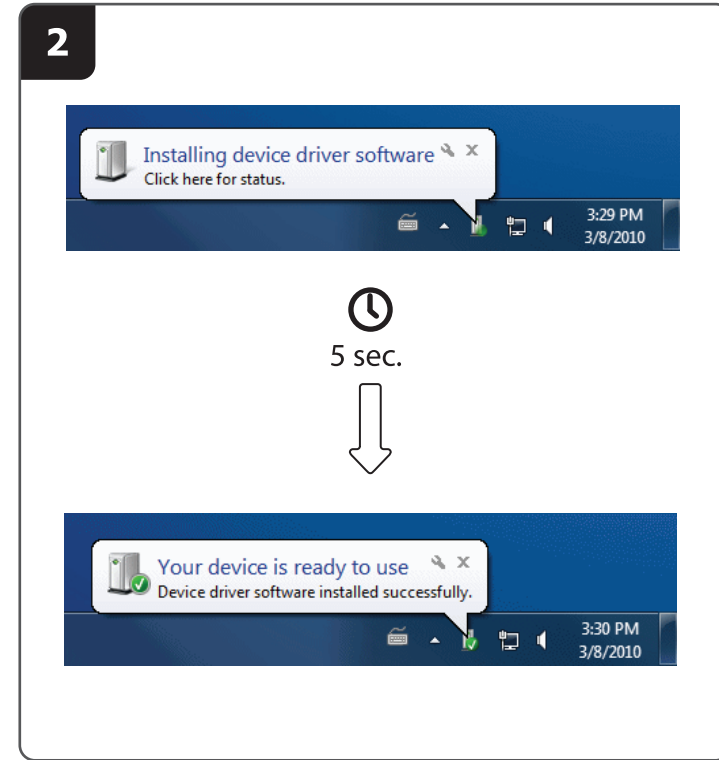 2
Installing device driver software
Click here for status.
3:29 PM
3/8/2010
5 sec.
Your device is ready to use
Device driver software installed successfully.
3:30 PM
3/8/2010